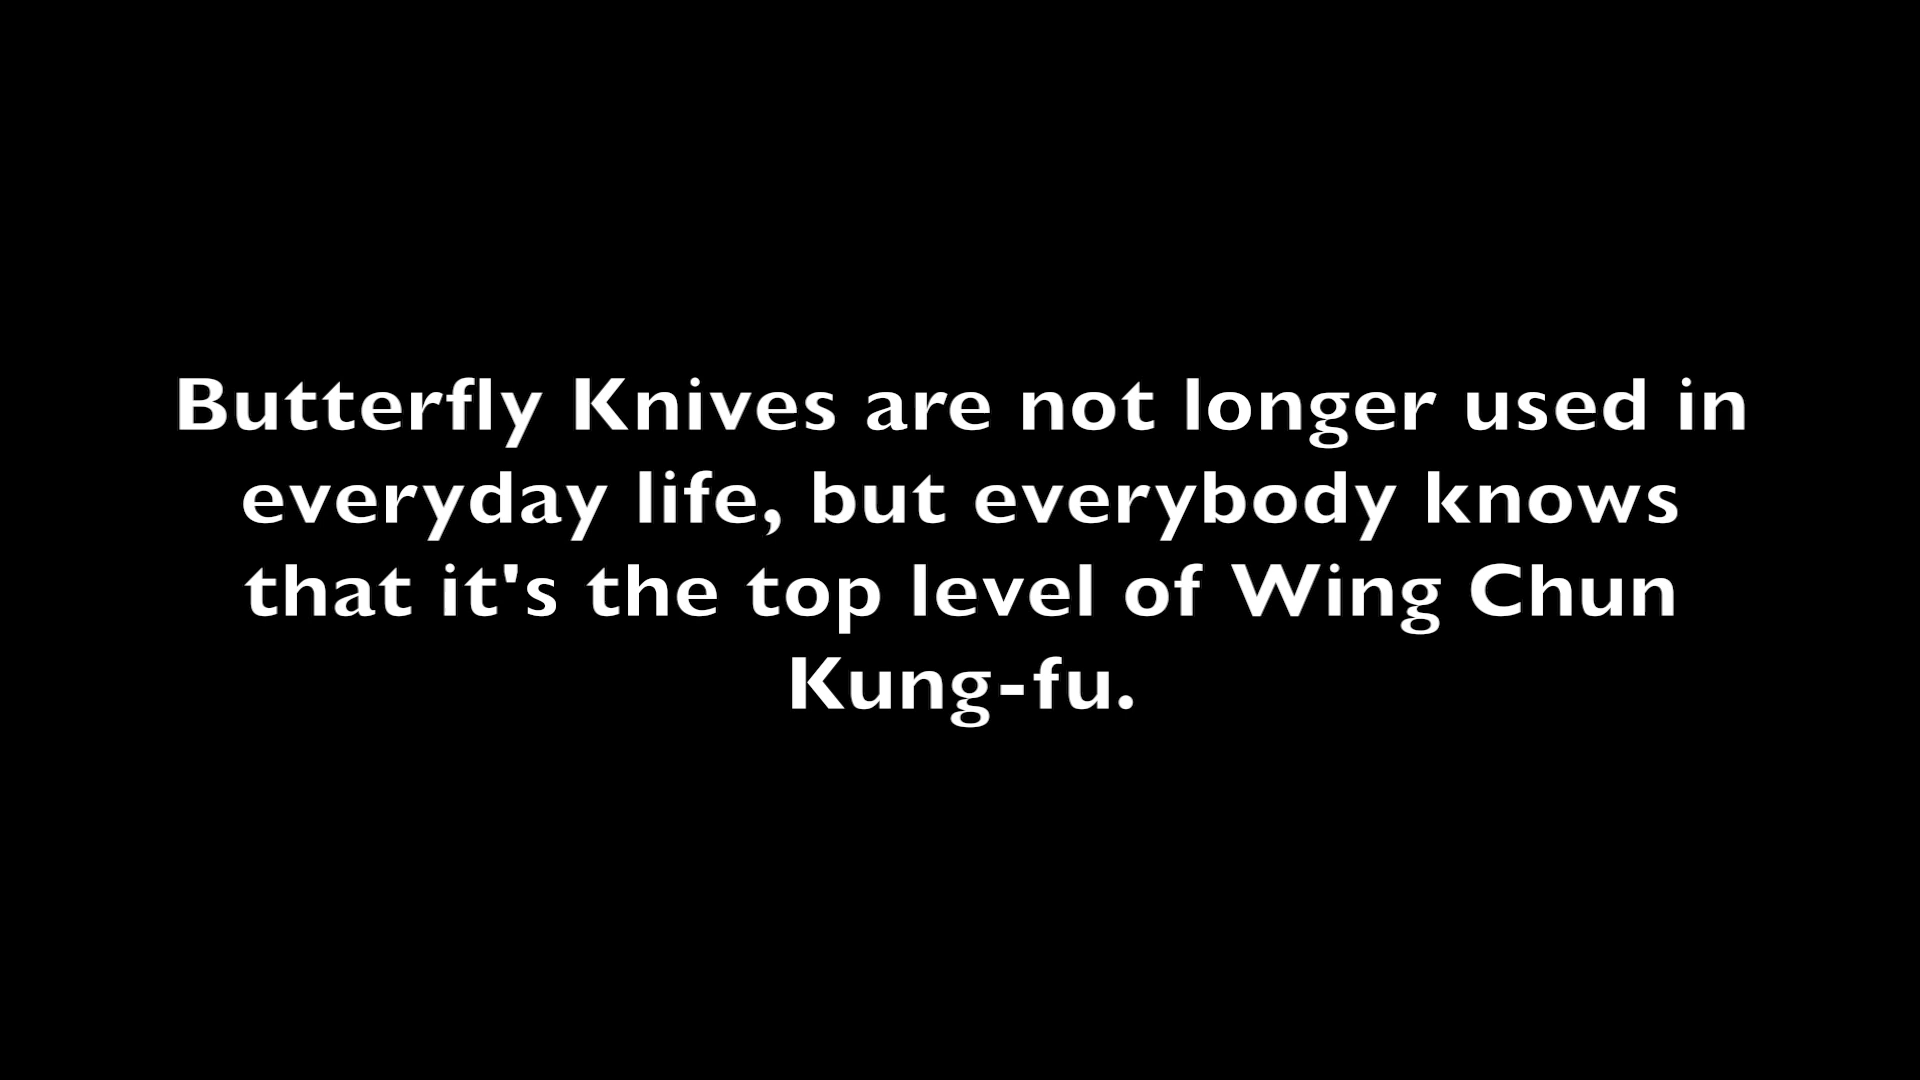 Butterfly Knives are not longer used in
everyday life, but everybody knows
that it's the top level of Wing Chun
Kung-fu.